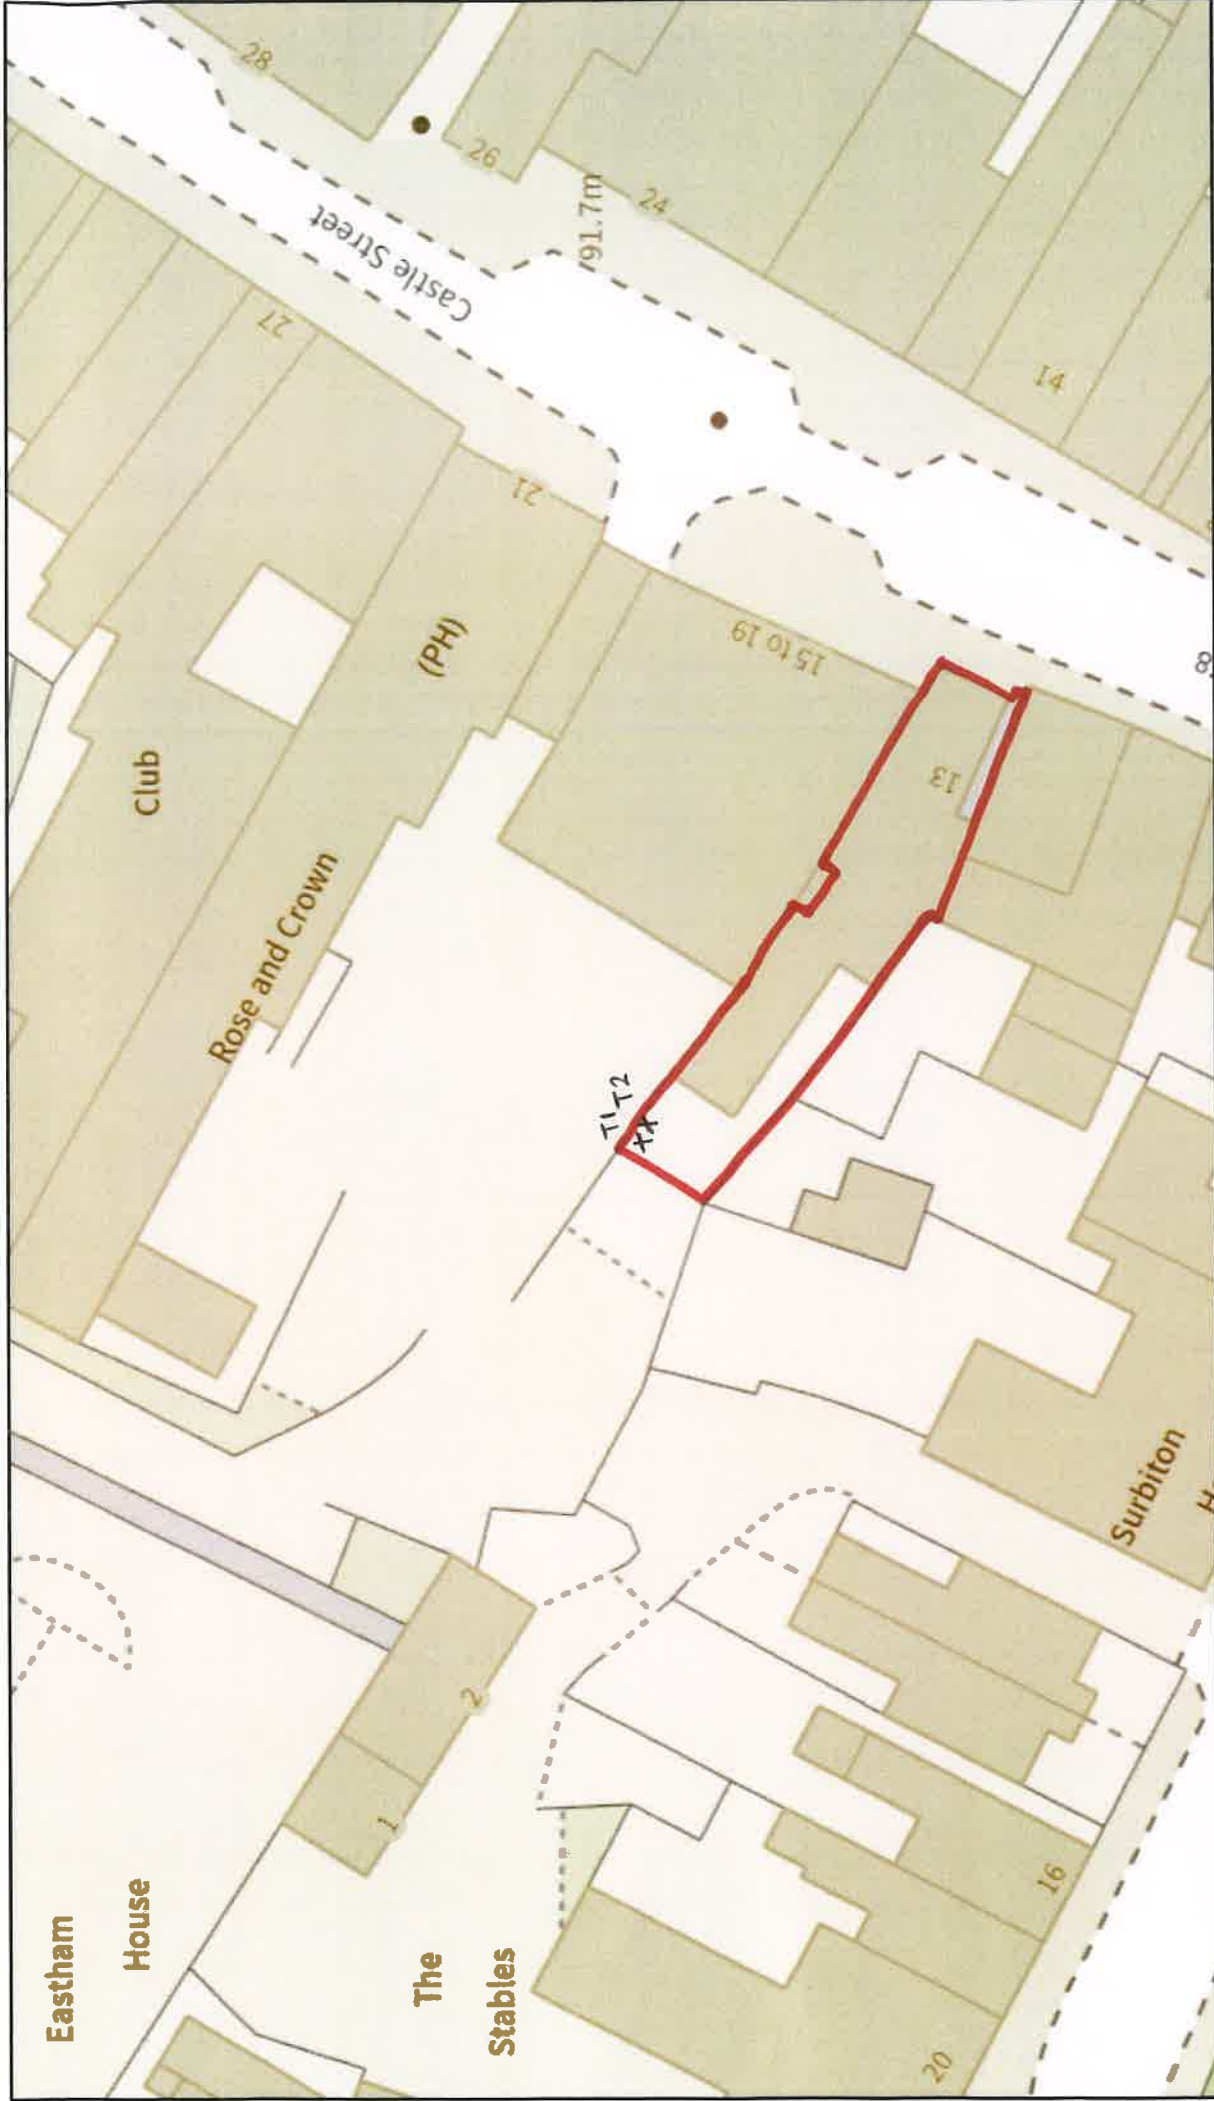 28
26
24
91.7m
Castle Street
27
21
14
15 to 19
13
(PH)
Club
Rose and Crown
T1 T2
XX
Surbiton
2
1
16
20
Eastham
House
The
Stables